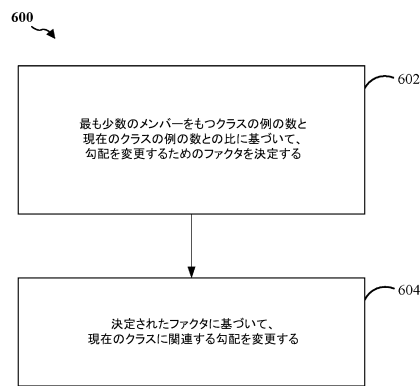 600
602
最も少数のメンバーをもつクラスの例の数と
現在のクラスの例の数との比に基づいて、
勾配を変更するためのファクタを決定する
604
決定されたファクタに基づいて、
現在のクラスに関連する勾配を変更する